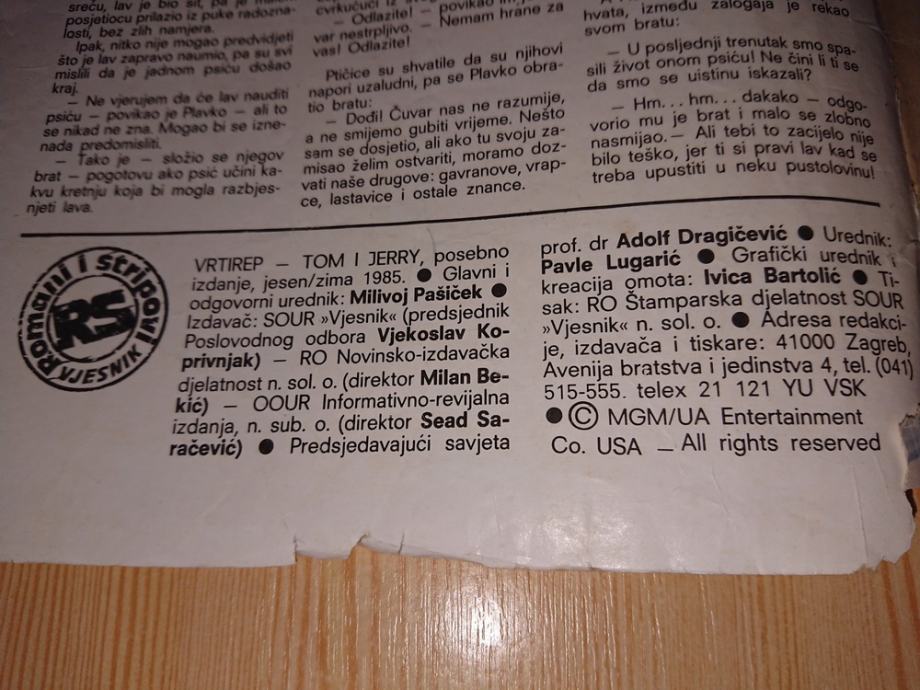 sreću, lav je bio sit, pa je
posjetiocu prilazio iz puke radozna-
losti, bez zlih namjera.
Ipak, nitko nije mogao predvidjeti
što je lav zapravo naumio, pa su svi
mislili da je jadnom psiću došao
kraj.
— Ne vjerujem da će lav nauditi
psiću — povikao je Plavko — ali to
se nikad ne zna. Mogao bi se izne-
nada predomisliti.
— Tako je — složio se njegov
brat — pogotovu ako psić učini ka-
kvu kretnju koja bi mogla razbjes-
njeti lava.
cvrkućući iz
— Odlazite! — povikao im je
var nestrpljivo. — Nemam hrane za
vas! Odlazite!
Ptičice su shvatile da su njihovi
napori uzaludni, pa se Plavko obra-
tio bratu:
— Dođi! Čuvar nas ne razumije,
a ne smijemo gubiti vrijeme. Nešto
sam se dosjetio, ali ako tu svoju za-
misao želim ostvariti, moramo doz-
vati naše drugove: gavranove, vrap-
ce, lastavice i ostale znance.
hvata, između zalogaja je rekao
svom bratu:
— U posljednji trenutak smo spa-
sili život onom psiću! Ne čini li ti se
da smo se uistinu iskazali?
— Hm... hm... dakako — odgo-
vorio mu je brat i malo se zlobno
nasmijao. — Ali tebi to zacijelo nije
bilo teško, jer ti si pravi lav kad se
treba upustiti u neku pustolovinu!
Romani i stripovi
RS
VJESNIK
VRTIREP — TOM I JERRY, posebno
izdanje, jesen/zima 1985. ● Glavni i
odgovorni urednik: Milivoj Pašiček ●
Izdavač: SOUR »Vjesnik« (predsjednik
Poslovodnog odbora Vjekoslav Ko-
privnjak) — RO Novinsko-izdavačka
djelatnost n. sol. o. (direktor Milan Be-
kić) — OOUR Informativno-revijalna
izdanja, n. sub. o. (direktor Sead Sa-
račević) ● Predsjedavajući savjeta
prof. dr Adolf Dragičević ● Urednik:
Pavle Lugarić ● Grafički urednik i
kreacija omota: Ivica Bartolić ● Ti-
sak: RO Štamparska djelatnost SOUR
»Vjesnik« n. sol. o. ● Adresa redakci-
je, izdavača i tiskare: 41000 Zagreb,
Avenija bratstva i jedinstva 4, tel. (041)
515-555. telex 21 121 YU VSK
● © MGM/UA Entertainment
Co. USA — All rights reserved